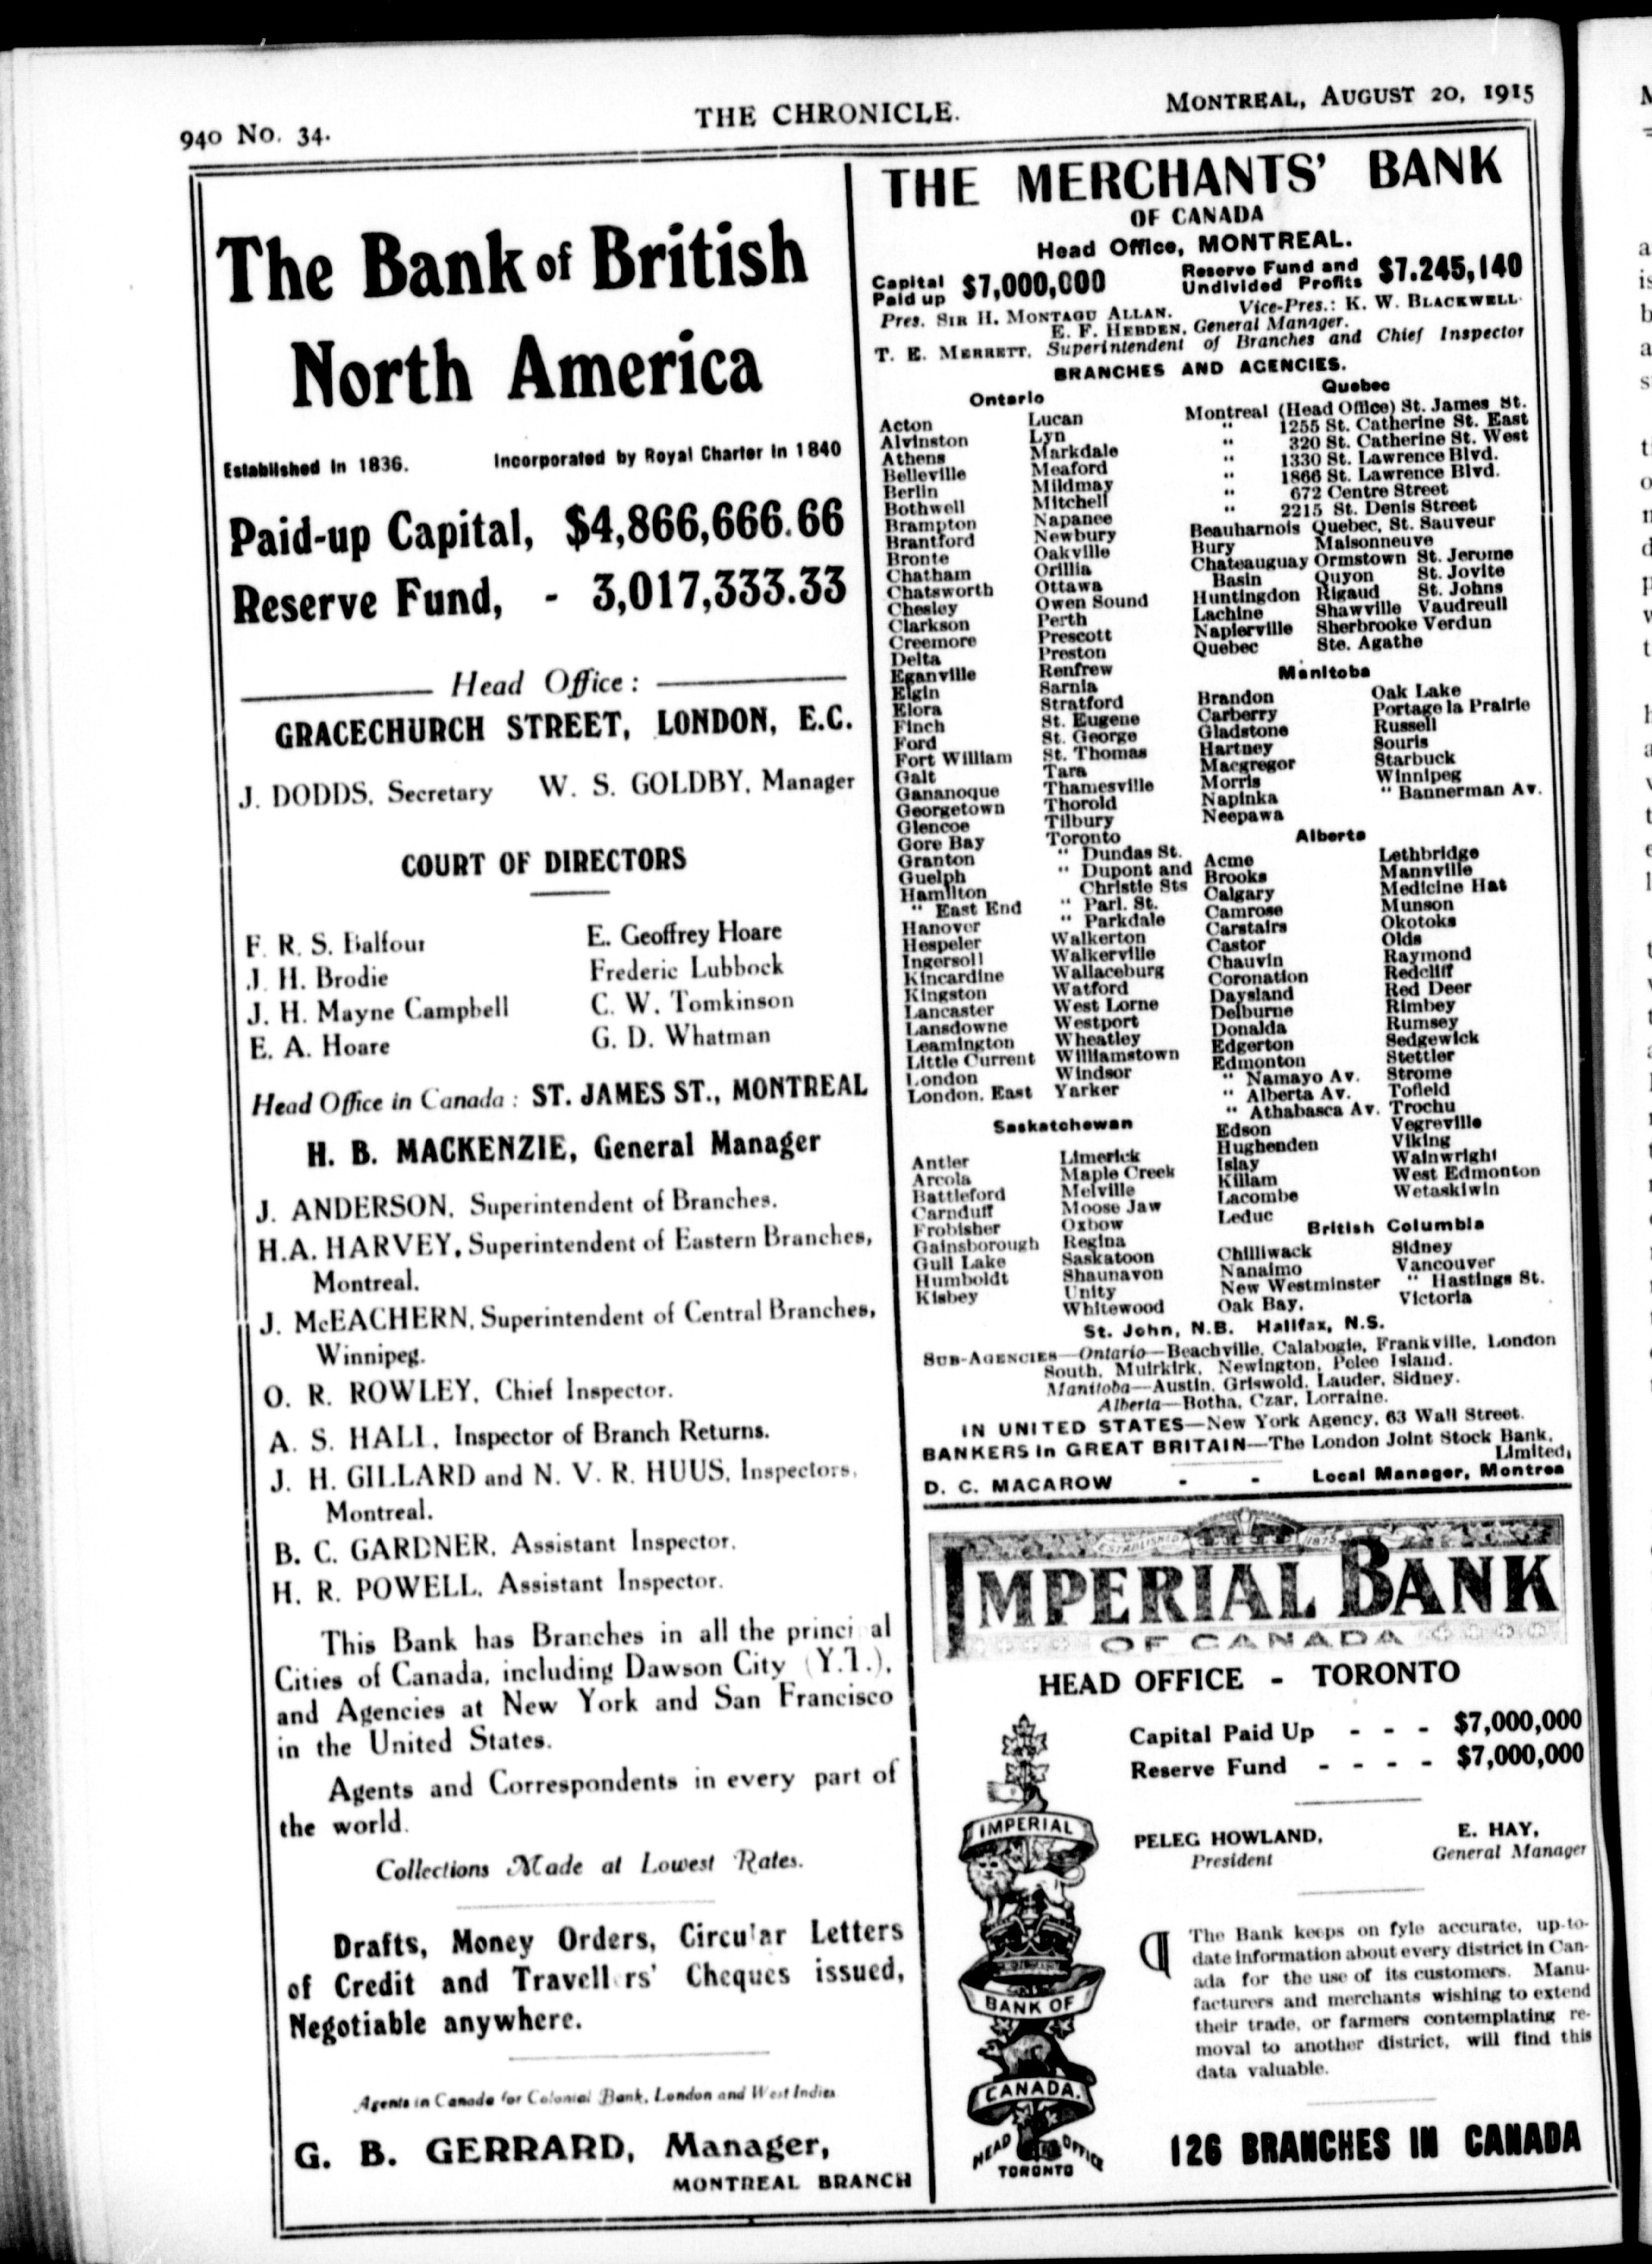 940 No. 34.
THE CHRONICLE.
MONTREAL, AUGUST 20, 1915
The Bank of British
North America
Established in 1836.
Incorporated by Royal Charter in 1840
Paid-up Capital, $4,866,666.66
Reserve Fund, - 3,017,333.33
Head Office:
GRACECHURCH STREET, LONDON, E.C.
J. DODDS, Secretary W. S. GOLDBY, Manager
COURT OF DIRECTORS
F. R. S. Balfour
J. H. Brodie
J. H. Mayne Campbell
E. A. Hoare
E. Geoffrey Hoare
Frederic Lubbock
C. W. Tomkinson
G. D. Whatman
Head Office in Canada: ST. JAMES ST., MONTREAL
H. B. MACKENZIE, General Manager
J. ANDERSON, Superintendent of Branches.
H.A. HARVEY, Superintendent of Eastern Branches,
Montreal.
J. McEACHERN, Superintendent of Central Branches,
Winnipeg.
O. R. ROWLEY, Chief Inspector.
A. S. HALL, Inspector of Branch Returns.
J. H. GILLARD and N. V. R. HUUS, Inspectors,
Montreal.
B. C. GARDNER, Assistant Inspector.
H. R. POWELL, Assistant Inspector.
This Bank has Branches in all the princi al
Cities of Canada, including Dawson City (Y.T.),
and Agencies at New York and San Francisco
in the United States.
Agents and Correspondents in every part of
the world.
Collections Made at Lowest Rates.
Drafts, Money Orders, Circular Letters
of Credit and Travell rs' Cheques issued,
Negotiable anywhere.
Agents in Canada for Colonial Bank, London and West Indies
G. B. GERRARD, Manager,
MONTREAL BRANCH
THE MERCHANTS' BANK
OF CANADA
Head Office, MONTREAL.
Capital Paid up $7,000,000
Reserve Fund and Undivided Profits $7.245,140
Pres. SIR H. MONTAGU ALLAN. Vice-Pres.: K. W. BLACKWELL.
E. F. HEBDEN, General Manager.
T. E. MERRETT, Superintendent of Branches and Chief Inspector
BRANCHES AND AGENCIES.
Ontario
Acton
Alvinston
Athens
Belleville
Berlin
Bothwell
Brampton
Brantford
Bronte
Chatham
Chatsworth
Chesley
Clarkson
Creemore
Delta
Eganville
Elgin
Elora
Finch
Ford
Fort William
Galt
Gananoque
Georgetown
Glencoe
Gore Bay
Granton
Guelph
Hamilton
" East End
Hanover
Hespeler
Ingersoll
Kincardine
Kingston
Lancaster
Lansdowne
Leamington
Little Current
London
London, East
Lucan
Lyn
Markdale
Meaford
Mildmay
Mitchell
Napanee
Newbury
Oakville
Orillia
Ottawa
Owen Sound
Perth
Prescott
Preston
Renfrew
Sarnia
Stratford
St. Eugene
St. George
St. Thomas
Tara
Thamesville
Thorold
Tilbury
Toronto
" Dundas St.
" Dupont and
Christie Sts
" Parl. St.
" Parkdale
Walkerton
Walkerville
Wallaceburg
Watford
West Lorne
Westport
Wheatley
Williamstown
Windsor
Yarker
Quebec
Montreal (Head Office) St. James St.
" 1255 St. Catherine St. East
" 320 St. Catherine St. West
" 1330 St. Lawrence Blvd.
" 1866 St. Lawrence Blvd.
" 672 Centre Street
" 2215 St. Denis Street
Beauharnois Quebec, St. Sauveur
Bury Maisonneuve
Chateauguay Ormstown St. Jerome
Basin Quyon St. Jovite
Huntingdon Rigaud St. Johns
Lachine Shawville Vaudreuil
Napierville Sherbrooke Verdun
Quebec Ste. Agathe
Manitoba
Brandon
Carberry
Gladstone
Hartney
Macgregor
Morris
Napinka
Neepawa
Oak Lake
Portage la Prairie
Russell
Souris
Starbuck
Winnipeg
" Bannerman Av.
Alberta
Acme
Brooks
Calgary
Camrose
Carstairs
Castor
Chauvin
Coronation
Daysland
Delburne
Donalda
Edgerton
Edmonton
" Namayo Av.
" Alberta Av.
" Athabasca Av.
Edson
Hughenden
Islay
Killam
Lacombe
Leduc
Lethbridge
Mannville
Medicine Hat
Munson
Okotoks
Olds
Raymond
Redcliff
Red Deer
Rimbey
Rumsey
Sedgewick
Stettler
Strome
Tofield
Trochu
Vegreville
Viking
Wainwright
West Edmonton
Wetaskiwin
Saskatchewan
Antler
Arcola
Battleford
Carnduff
Frobisher
Gainsborough
Gull Lake
Humboldt
Kisbey
Limerick
Maple Creek
Melville
Moose Jaw
Oxbow
Regina
Saskatoon
Shaunavon
Unity
Whitewood
British Columbia
Chilliwack
Nanaimo
New Westminster
Oak Bay.
Sidney
Vancouver
" Hastings St.
Victoria
St. John, N.B. Halifax, N.S.
SUB-AGENCIES—Ontario—Beachville, Calabogie, Frankville, London
South, Muirkirk, Newington, Pelee Island.
Manitoba—Austin, Griswold, Lauder, Sidney.
Alberta—Botha, Czar, Lorraine.
IN UNITED STATES—New York Agency, 63 Wall Street.
BANKERS in GREAT BRITAIN—The London Joint Stock Bank,
Limited,
D. C. MACAROW - - Local Manager, Montrea
ESTABLISHED 1875
IMPERIAL BANK
OF CANADA
HEAD OFFICE - TORONTO
Capital Paid Up - - - $7,000,000
Reserve Fund - - - - $7,000,000
PELEG HOWLAND,
President
E. HAY,
General Manager
IMPERIAL
BANK OF
CANADA.
HEAD OFFICE
TORONTO
¶ The Bank keeps on fyle accurate, up-to-
date information about every district in Can-
ada for the use of its customers. Manu-
facturers and merchants wishing to extend
their trade, or farmers contemplating re-
moval to another district, will find this
data valuable.
126 BRANCHES IN CANADA